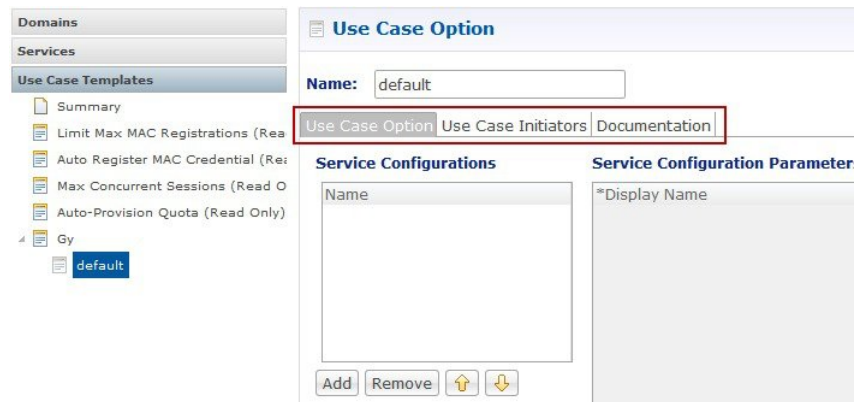 Domains
Services
Use Case Templates
Summary
Limit Max MAC Registrations (Rea
Auto Register MAC Credential (Rea
Max Concurrent Sessions (Read O
Auto-Provision Quota (Read Only)
Gy
default
Use Case Option
Name: default
Use Case Option Use Case Initiators Documentation
Service Configurations Service Configuration Parameters
Name *Display Name
Add Remove